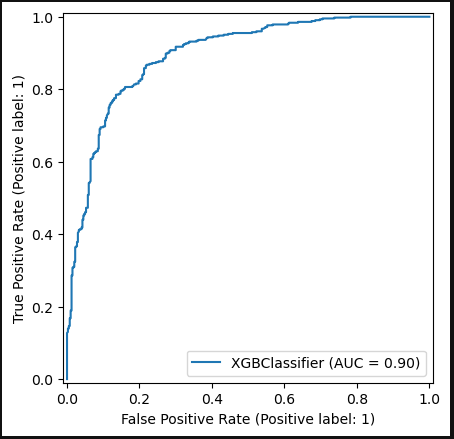 1.0
0.8
0.6
0.4
0.2
0.0
True Positive Rate (Positive label: 1)
XGBClassifier (AUC = 0.90)
0.0 0.2 0.4 0.6 0.8 1.0
False Positive Rate (Positive label: 1)